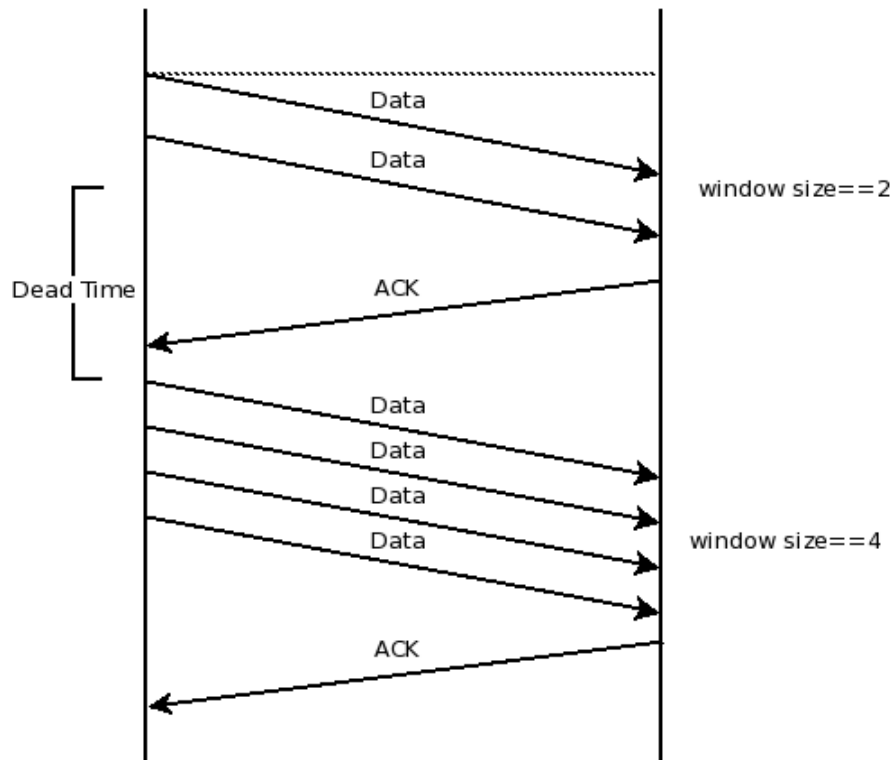 Data
Data
window size==2
Dead Time
ACK
Data
Data
Data
Data
window size==4
ACK